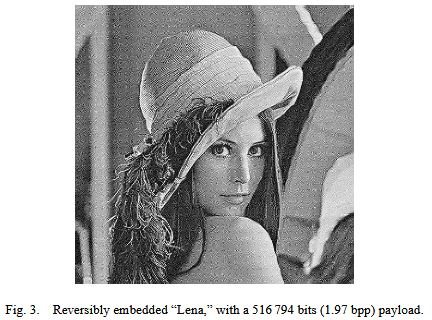 Fig. 3. Reversibly embedded “Lena,” with a 516 794 bits (1.97 bpp) payload.